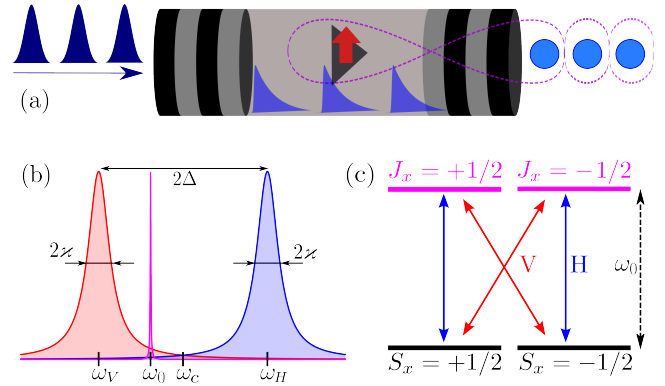 (a)
(b)
2Δ
2ϰ
2ϰ
ω_V
ω_0
ω_c
ω_H
(c)
J_x = +1/2
J_x = −1/2
V
H
ω_0
S_x = +1/2
S_x = −1/2